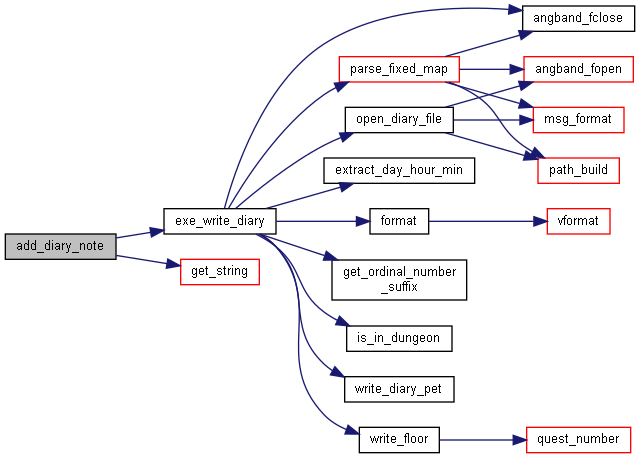 angband_fclose
parse_fixed_map
angband_fopen
open_diary_file
msg_format
extract_day_hour_min
path_build
exe_write_diary
format
vformat
add_diary_note
get_string
get_ordinal_number
_suffix
is_in_dungeon
write_diary_pet
write_floor
quest_number